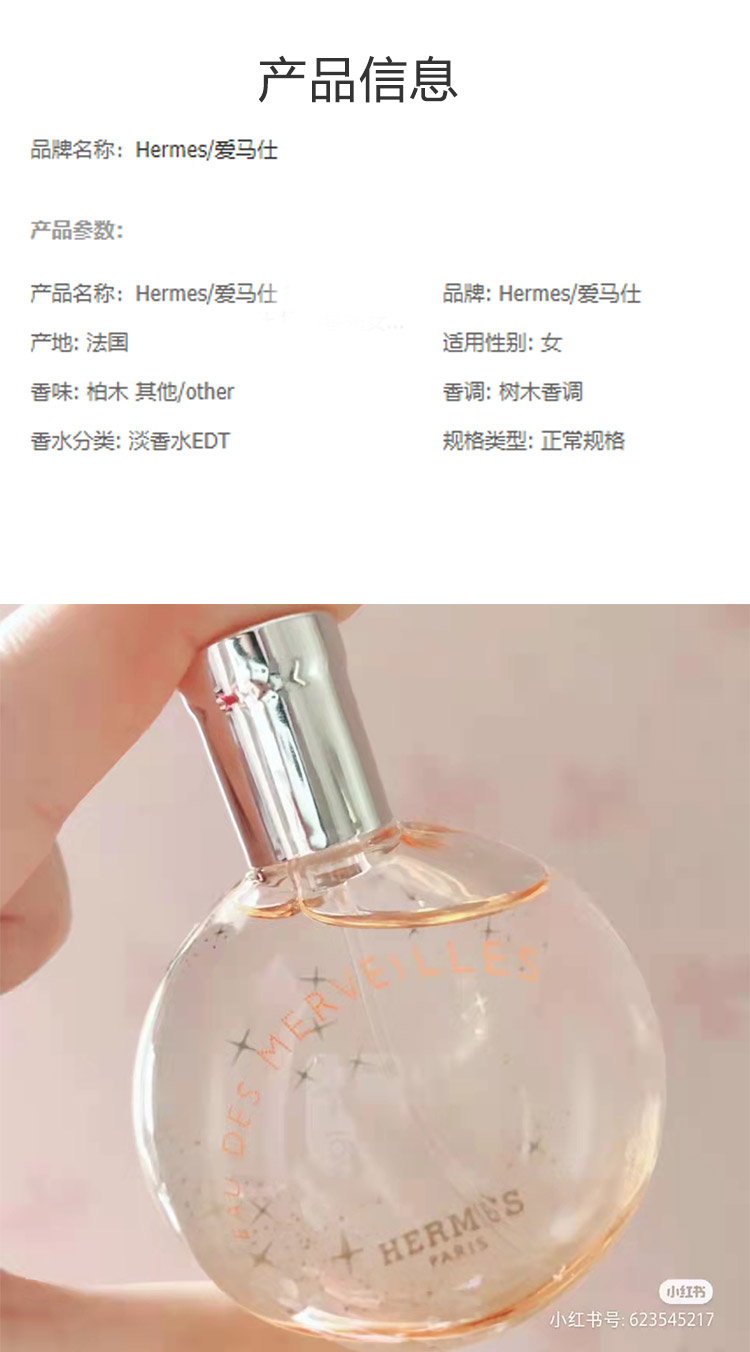 产品信息
品牌名称：Hermes/爱马仕
产品参数：
产品名称：Hermes/爱马仕
品牌: Hermes/爱马仕
产地: 法国
适用性别: 女
香味: 柏木 其他/other
香调: 树木香调
香水分类: 淡香水EDT
规格类型: 正常规格
EAU DES MERVEILLES
HERMÈS
PARIS
小红书
小红书号: 623545217